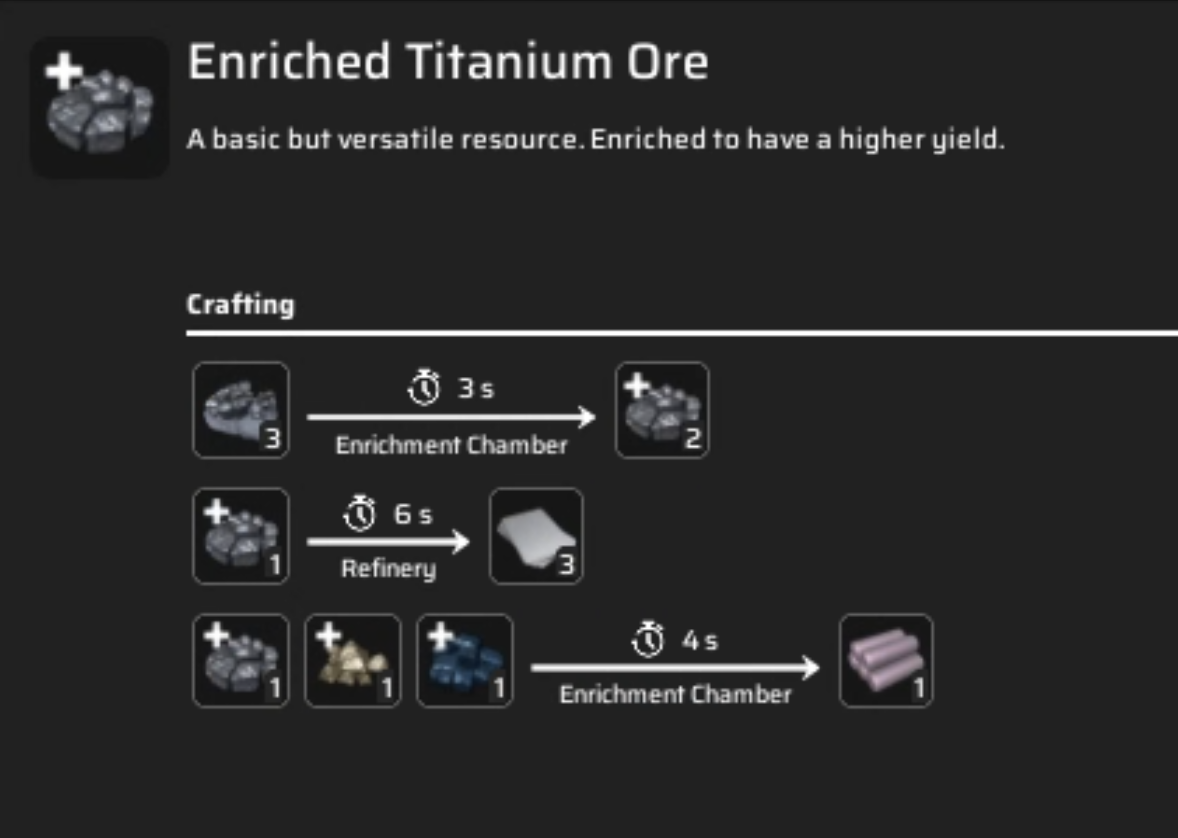 Enriched Titanium Ore
A basic but versatile resource. Enriched to have a higher yield.
Crafting
3 s
3 Enrichment Chamber 2
6 s
1 Refinery 3
4 s
1 1 1 Enrichment Chamber 1